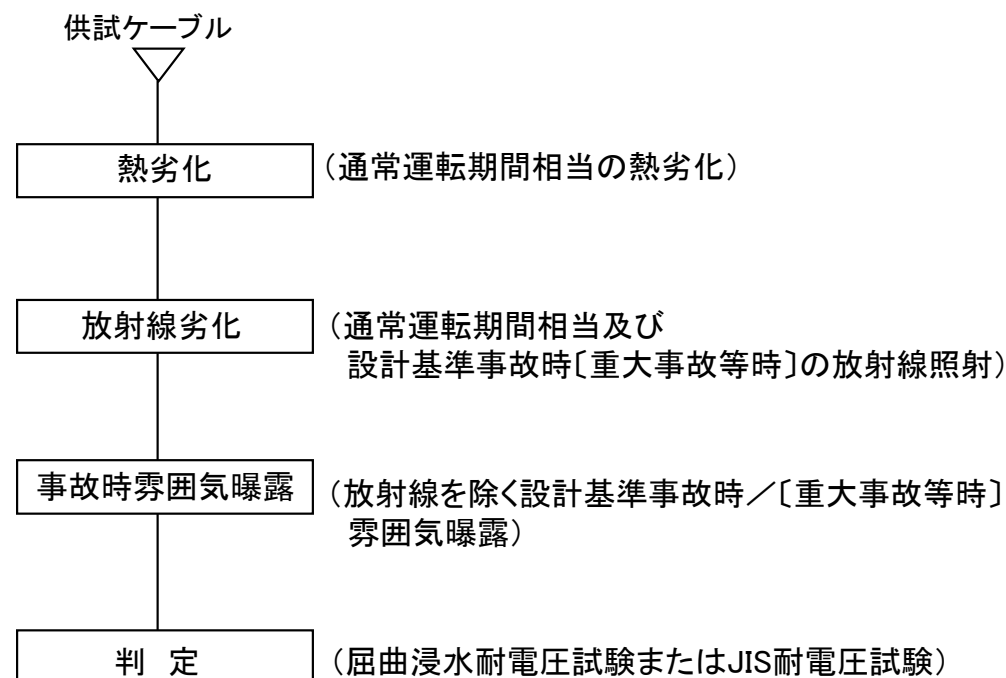 供試ケーブル
熱劣化
（通常運転期間相当の熱劣化）
放射線劣化
（通常運転期間相当及び
設計基準事故時〔重大事故等時〕の放射線照射）
事故時雰囲気曝露
（放射線を除く設計基準事故時／〔重大事故等時〕
雰囲気曝露）
判　定
（屈曲浸水耐電圧試験またはJIS耐電圧試験）